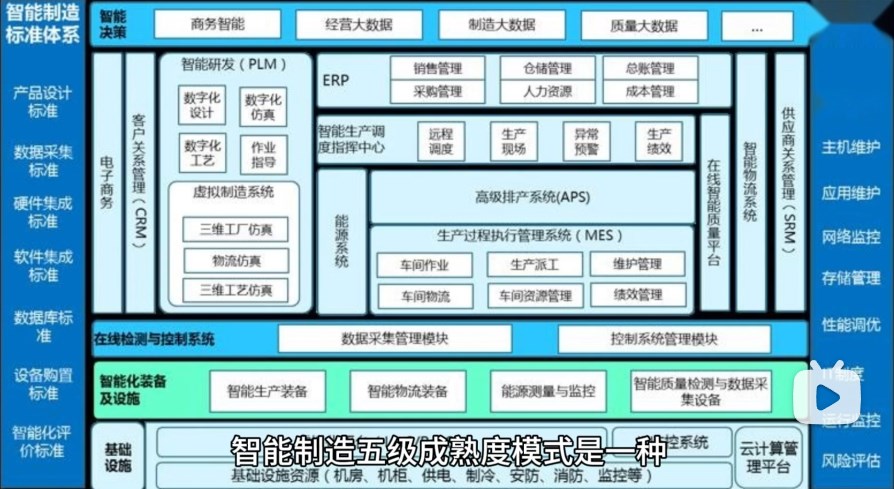 智能制造
标准体系
产品设计
标准
数据采集
标准
硬件集成
标准
软件集成
标准
数据库标
准
设备购置
标准
智能化评
价标准
智能
决策
商务智能
经营大数据
制造大数据
质量大数据
...
电子商务
客户关系管理(CRM)
智能研发(PLM)
数字化
设计
数字化
仿真
数字化
工艺
作业
指导
虚拟制造系统
三维工厂仿真
物流仿真
三维工艺仿真
ERP
销售管理
仓储管理
总账管理
采购管理
人力资源
成本管理
智能生产调
度指挥中心
远程
调度
生产
现场
异常
预警
生产
绩效
能源系统
高级排产系统(APS)
生产过程执行管理系统(MES)
车间作业
生产派工
维护管理
车间物流
车间资源管理
绩效管理
在线智能质量平台
智能物流系统
供应商关系管理(SRM)
在线检测与控制系统
数据采集管理模块
控制系统管理模块
智能化装备
及设施
智能生产装备
智能物流装备
能源测量与监控
智能质量检测与数据采
集设备
基础
设施
控系统
基础设施资源(机房、机柜、供电、制冷、安防、消防、监控等)
云计算管
理平台
主机维护
应用维护
网络监控
存储管理
性能调优
IT制度
运行监控
风险评估
智能制造五级成熟度模式是一种